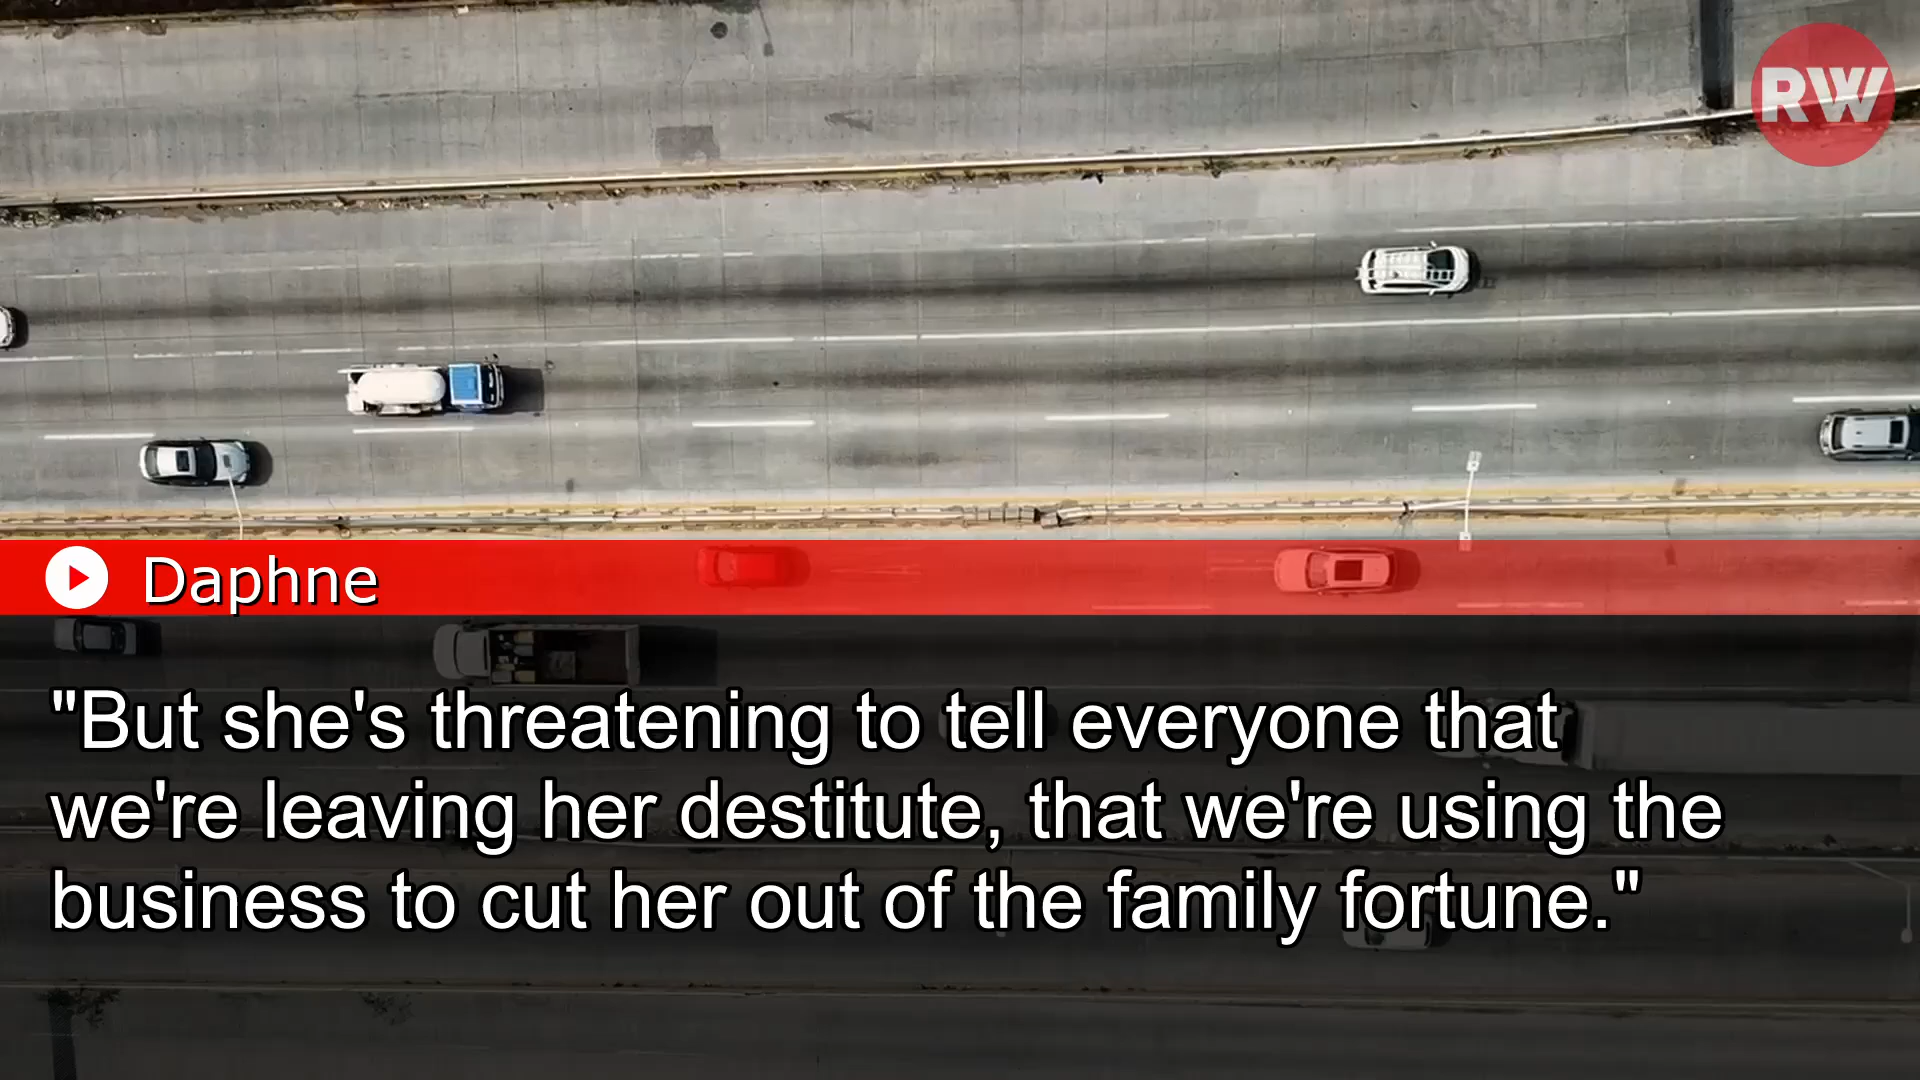 RW
Daphne
"But she's threatening to tell everyone that
we're leaving her destitute, that we're using the
business to cut her out of the family fortune."